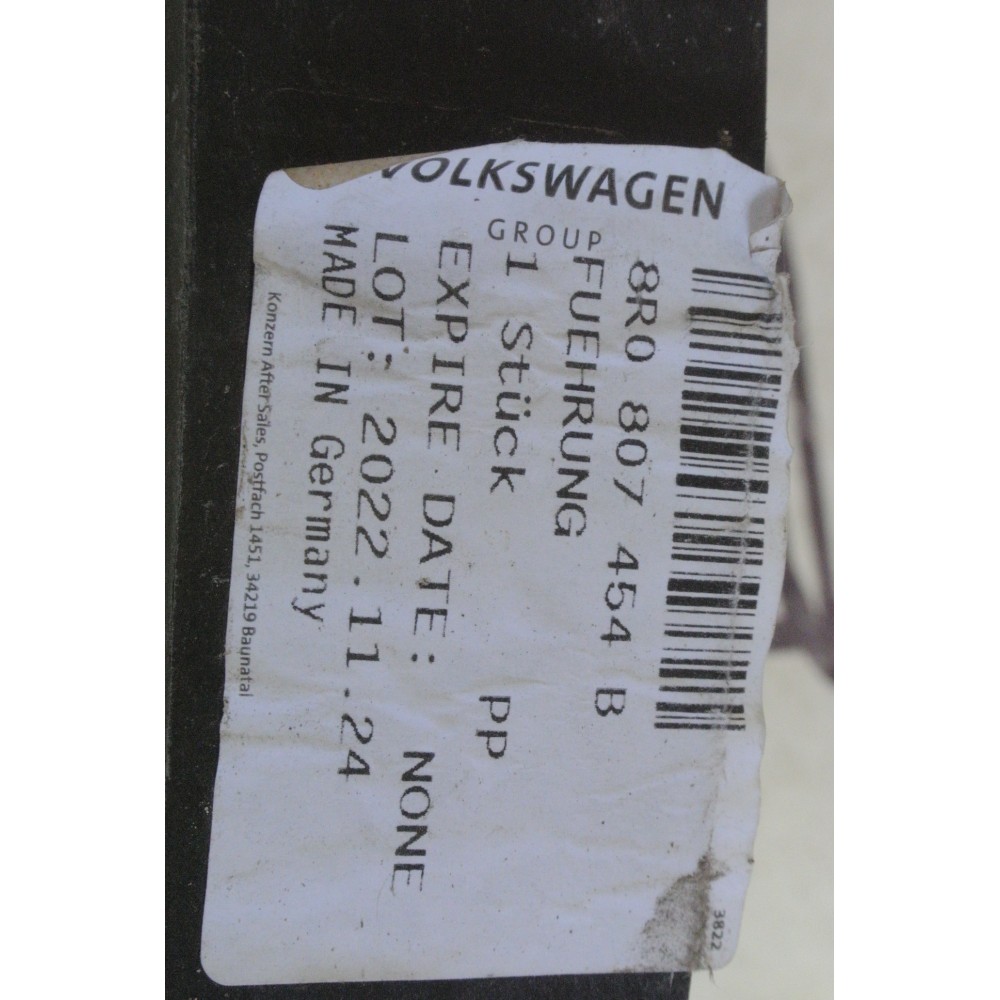 VOLKSWAGEN
GROUP
8R0 807 454 B
FUEHRUNG
1 Stück PP
EXPIRE DATE: NONE
LOT: 2022.11.24
MADE IN Germany
Konzern After Sales, Postfach 1451, 34219 Baunatal
3822